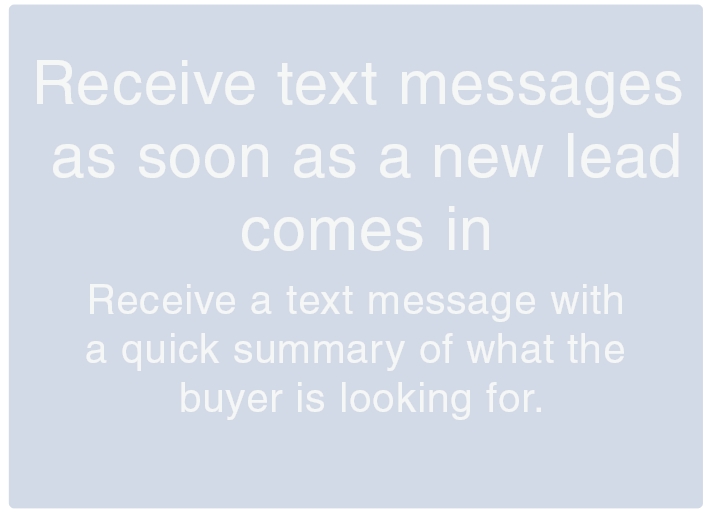 Receive text messages
as soon as a new lead
comes in
Receive a text message with
a quick summary of what the
buyer is looking for.